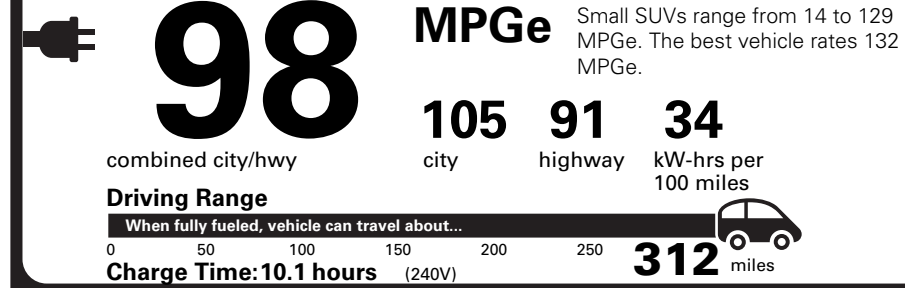 98
MPGe
Small SUVs range from 14 to 129
MPGe. The best vehicle rates 132
MPGe.
105 91 34
combined city/hwy city highway kW-hrs per
100 miles
Driving Range
When fully fueled, vehicle can travel about...
0 50 100 150 200 250 312 miles
Charge Time: 10.1 hours (240V)